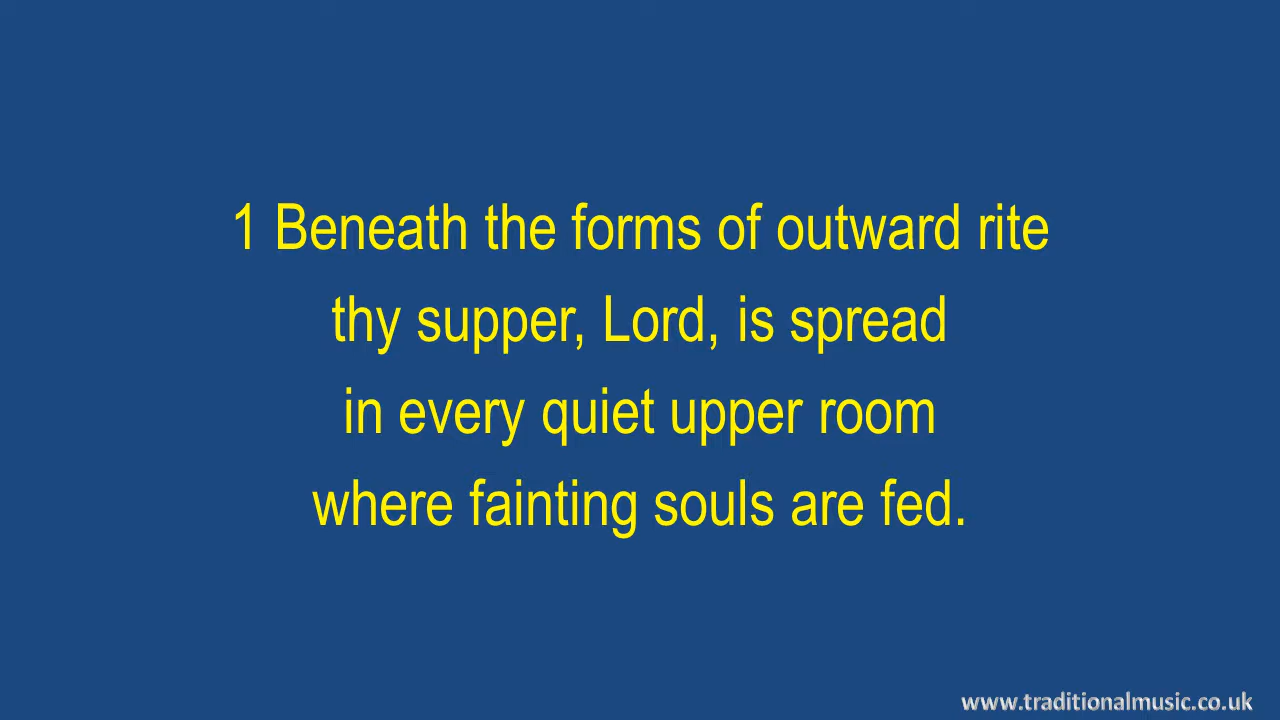 1 Beneath the forms of outward rite
thy supper, Lord, is spread
in every quiet upper room
where fainting souls are fed.
www.traditionalmusic.co.uk